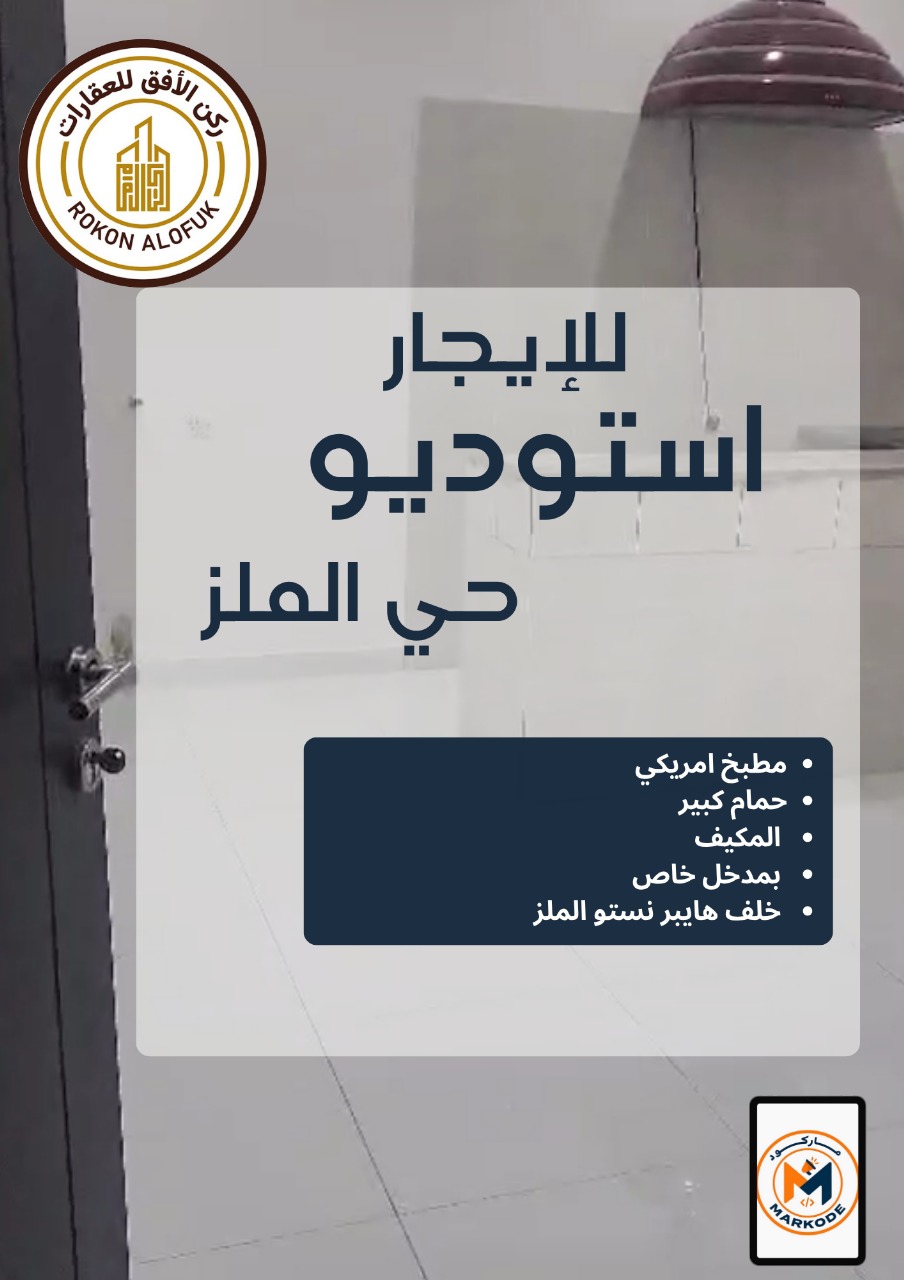 ركن الأفق للعقارات
ROKON ALOFUK
للإيجار
استوديو
حي الملز
• مطبخ امريكي
• حمام كبير
• المكيف
• بمدخل خاص
• خلف هايبر نستو الملز
ماركود
M
</>
MARKODE